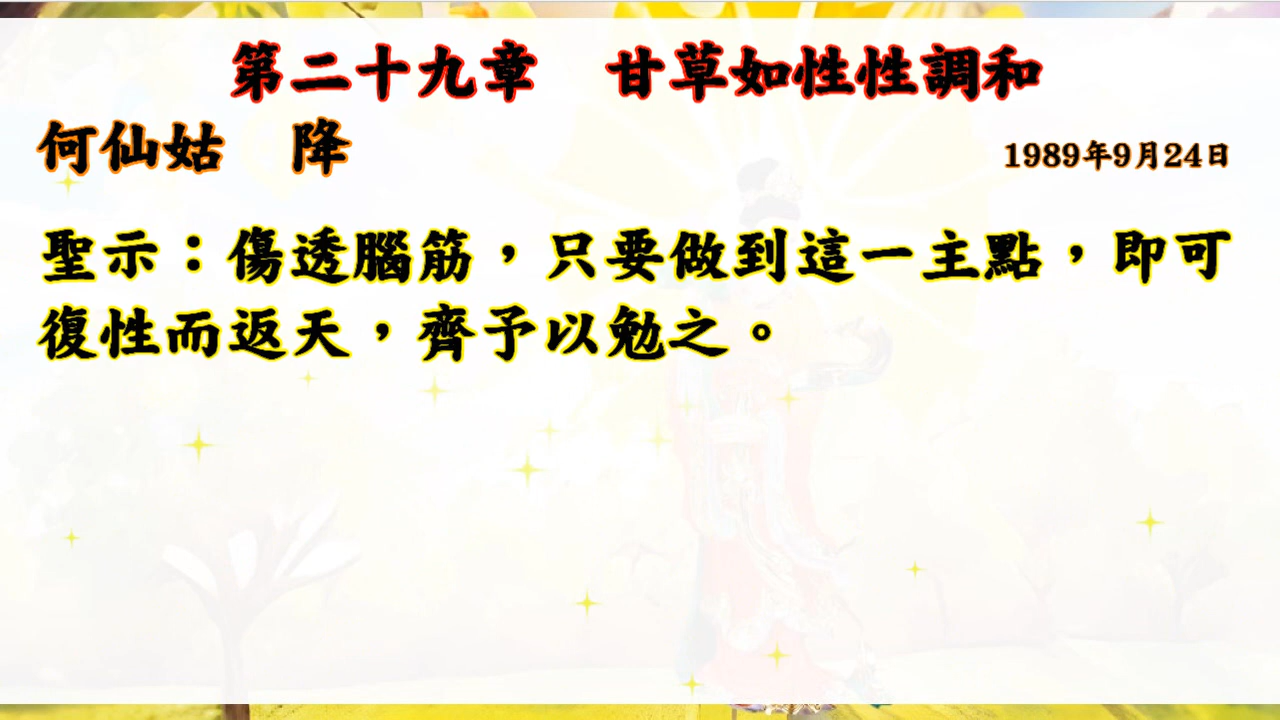 第二十九章　甘草如性性調和
何仙姑　降
1989年9月24日
聖示：傷透腦筋，只要做到這一主點，即可
復性而返天，齊予以勉之。